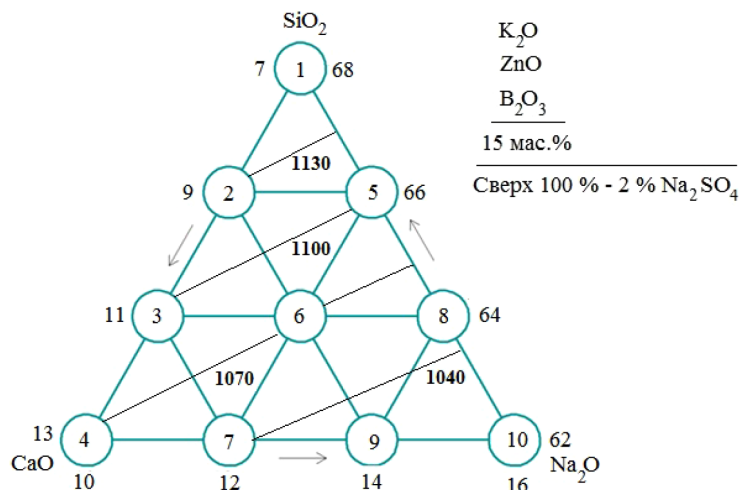 SiO2
7 1 68
1130
9 2 5 66
1100
11 3 6 8 64
1070 1040
13 4 7 9 10 62
CaO Na2O
10 12 14 16
K2O
ZnO
B2O3
15 мас.%
Сверх 100 % - 2 % Na2SO4